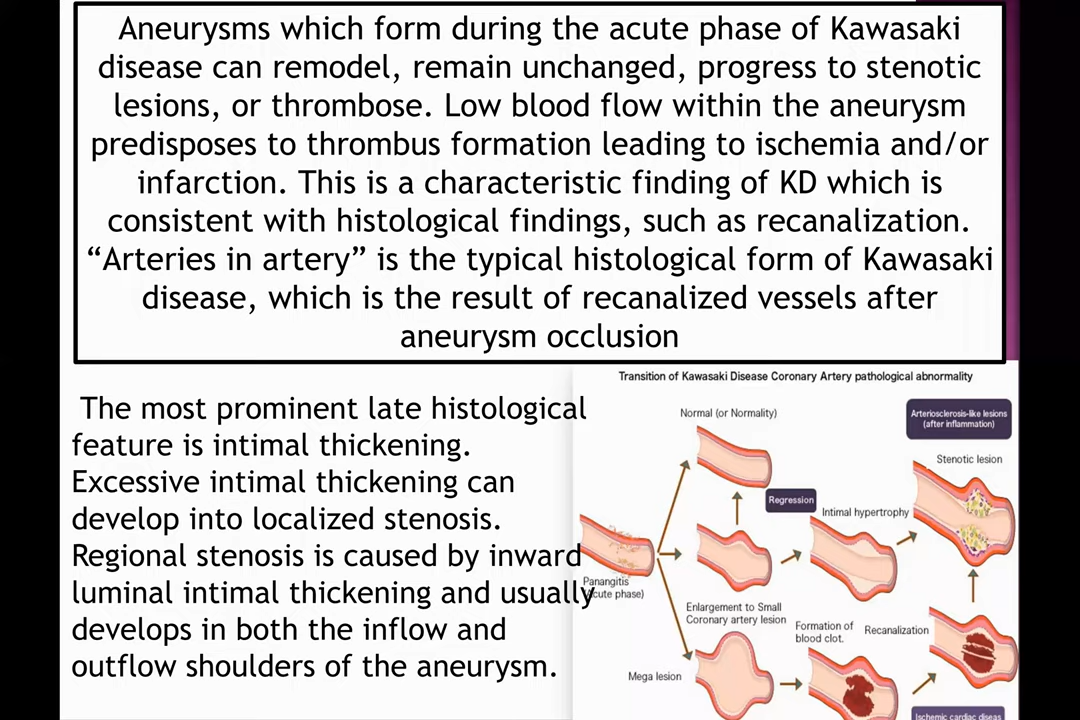 Aneurysms which form during the acute phase of Kawasaki
disease can remodel, remain unchanged, progress to stenotic
lesions, or thrombose. Low blood flow within the aneurysm
predisposes to thrombus formation leading to ischemia and/or
infarction. This is a characteristic finding of KD which is
consistent with histological findings, such as recanalization.
“Arteries in artery” is the typical histological form of Kawasaki
disease, which is the result of recanalized vessels after
aneurysm occlusion
The most prominent late histological
feature is intimal thickening.
Excessive intimal thickening can
develop into localized stenosis.
Regional stenosis is caused by inward
luminal intimal thickening and usually
develops in both the inflow and
outflow shoulders of the aneurysm.
Transition of Kawasaki Disease Coronary Artery pathological abnormality
Normal (or Normality)
Arteriosclerosis-like lesions
(after inflammation)
Stenotic lesion
Regression
Intimal hypertrophy
Panangitis
cute phase)
Enlargement to Small
Coronary artery lesion
Formation of
blood clot.
Recanalization
Mega lesion
Ischemic cardiac diseas